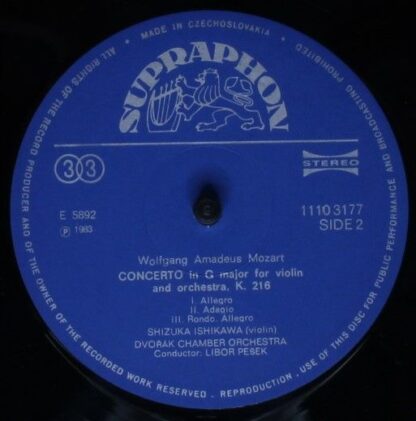 MADE IN CZECHOSLOVAKIA • ALL RIGHTS OF THE RECORD PRODUCER AND OF THE OWNER OF THE RECORDED WORK RESERVED - REPRODUCTION - USE OF THIS DISC FOR PUBLIC PERFORMANCE AND BROADCASTING PROHIBITED •
SUPRAPHON
33
STEREO
E 5892
℗ 1983
1110 3177
SIDE 2
Wolfgang Amadeus Mozart
CONCERTO in G major for violin
and orchestra, K. 216
I. Allegro
II. Adagio
III. Rondo. Allegro
SHIZUKA ISHIKAWA (violin)
DVOŘÁK CHAMBER ORCHESTRA
Conductor: LIBOR PEŠEK